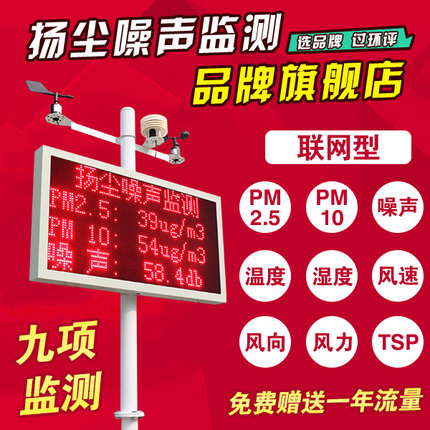 扬尘噪声监测
选品牌 过环评
品牌旗舰店
联网型
扬尘噪声监测
PM2.5: 39ug/m3
PM 10: 54ug/m3
噪 声: 58.4db
PM
2.5
PM
10
噪声
温度
湿度
风速
风向
风力
TSP
九项
监测
免费赠送一年流量